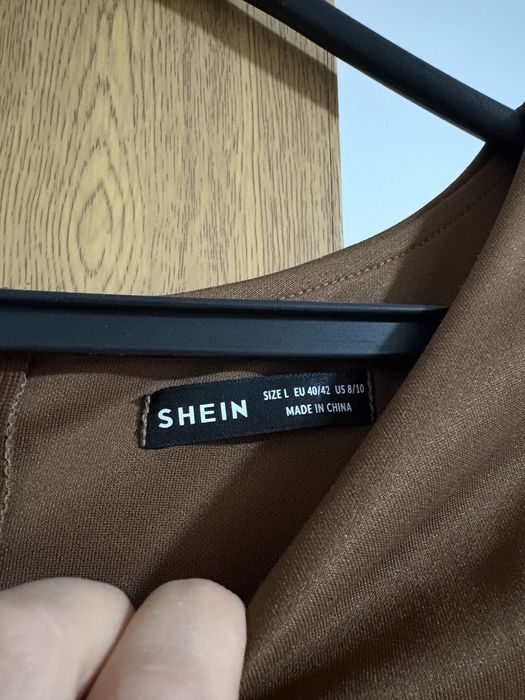 SHEIN
SIZE L EU 40/42 US 8/10
MADE IN CHINA